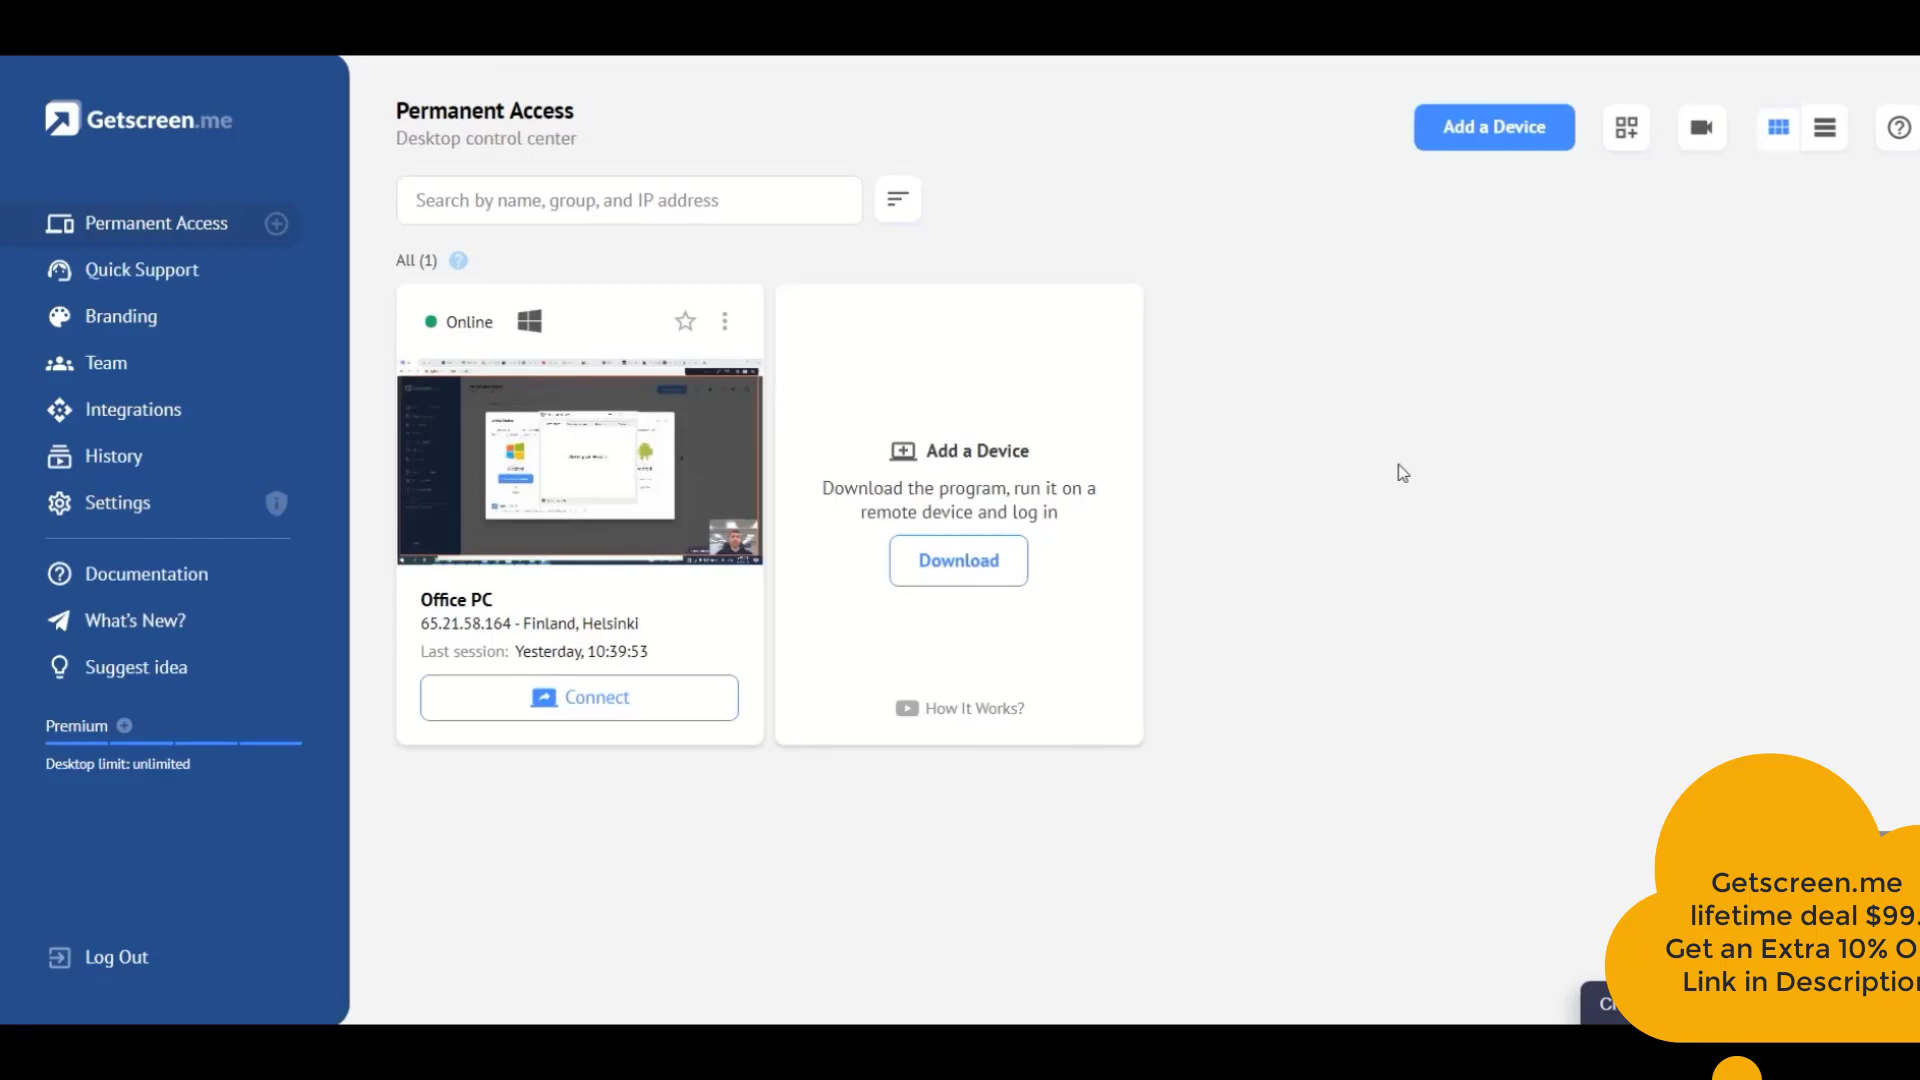 Getscreen.me
Permanent Access
Quick Support
Branding
Team
Integrations
History
Settings
Documentation
What's New?
Suggest idea
Premium
Desktop limit: unlimited
Log Out
Permanent Access
Desktop control center
Add a Device
Search by name, group, and IP address
All (1)
Online
Office PC
65.21.58.164 - Finland, Helsinki
Last session: Yesterday, 10:39:53
Connect
Add a Device
Download the program, run it on a
remote device and log in
Download
How It Works?
Getscreen.me
lifetime deal $99.
Get an Extra 10% O
Link in Description